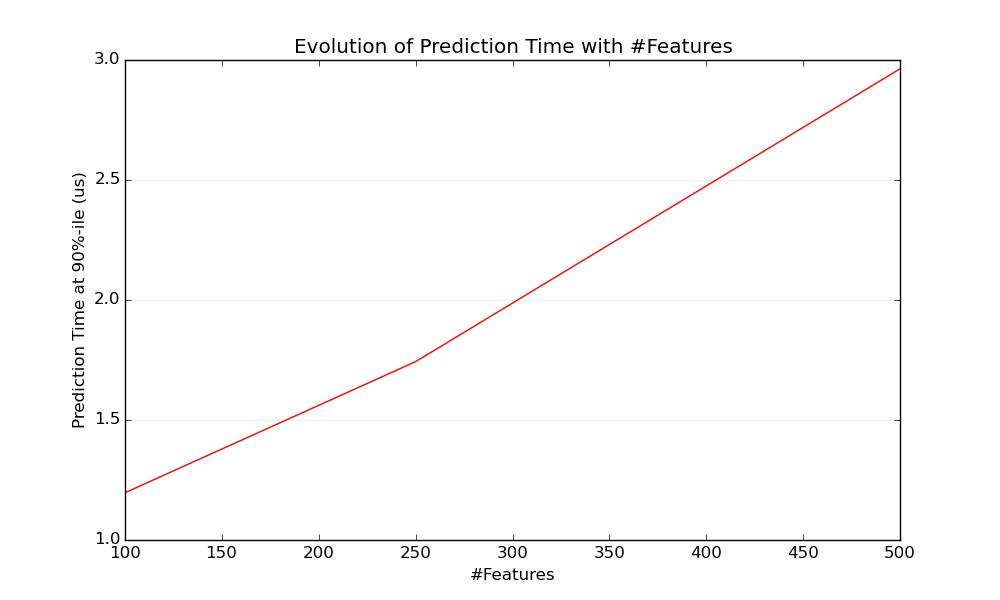 Evolution of Prediction Time with #Features
3.0
2.5
2.0
1.5
1.0
Prediction Time at 90%-ile (us)
100 150 200 250 300 350 400 450 500
#Features